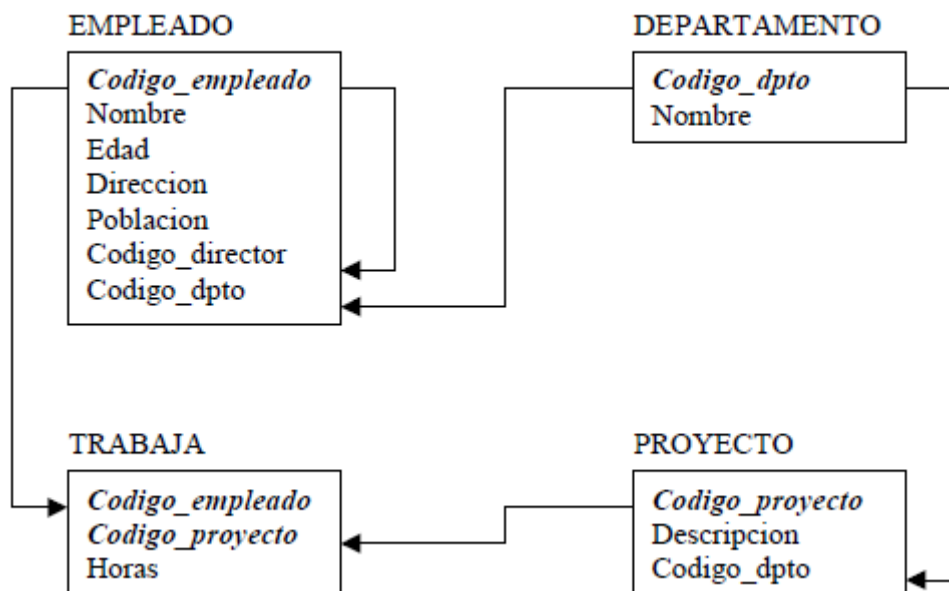 EMPLEADO
Codigo_empleado
Nombre
Edad
Direccion
Poblacion
Codigo_director
Codigo_dpto
DEPARTAMENTO
Codigo_dpto
Nombre
TRABAJA
Codigo_empleado
Codigo_proyecto
Horas
PROYECTO
Codigo_proyecto
Descripcion
Codigo_dpto